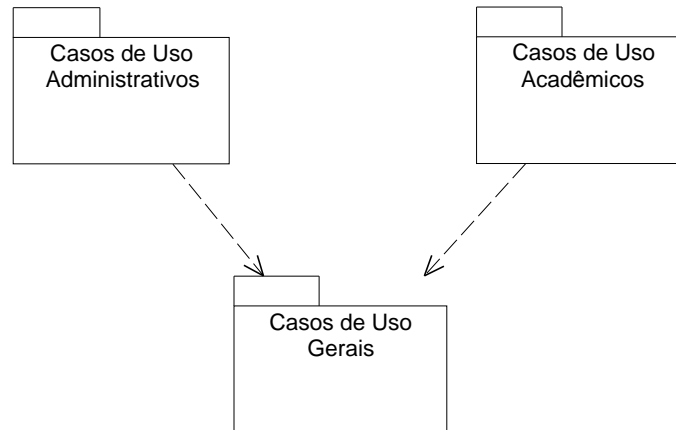 Casos de Uso
Administrativos
Casos de Uso
Acadêmicos
Casos de Uso
Gerais